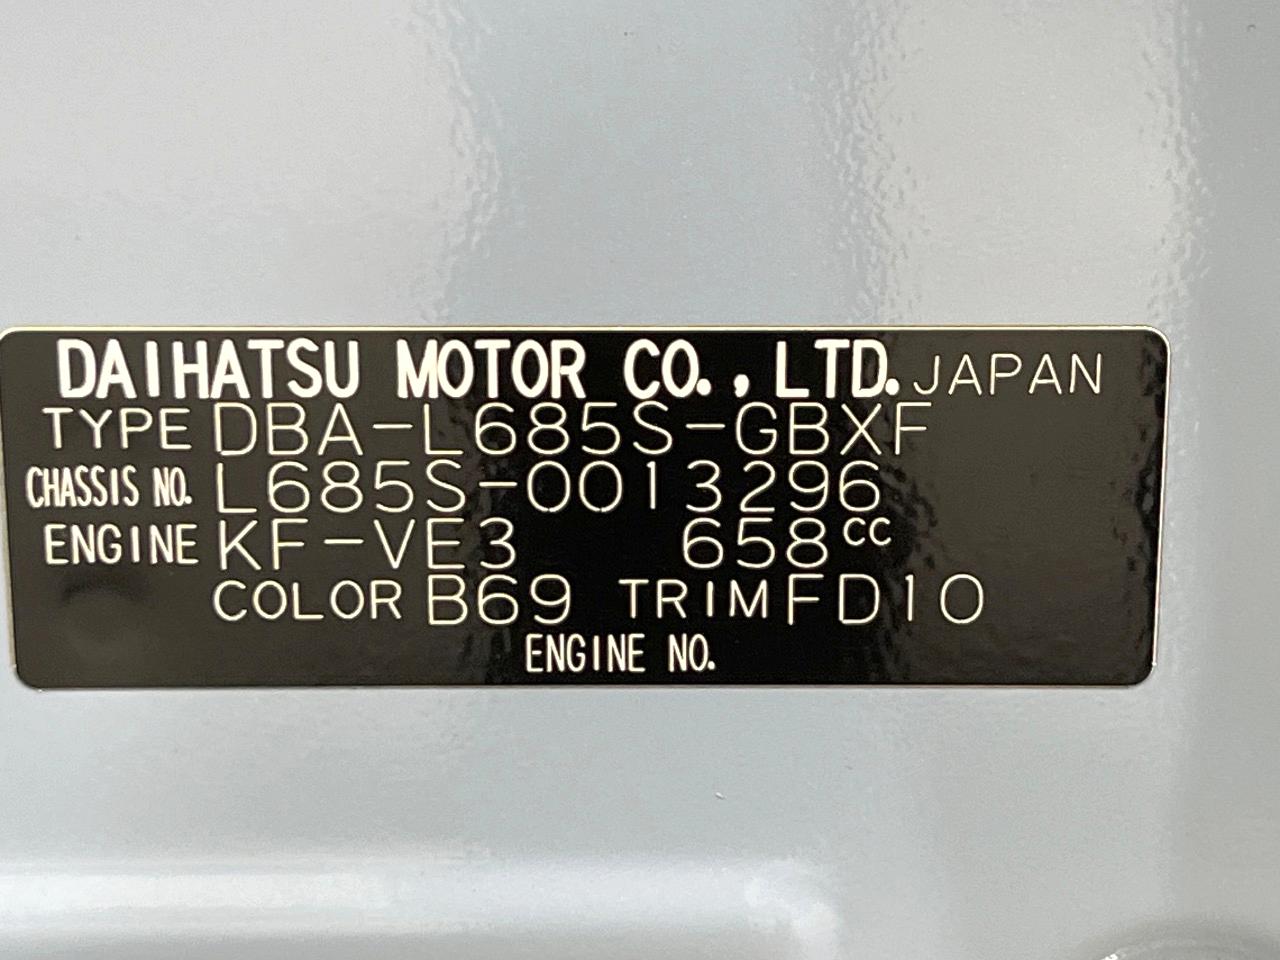 DAIHATSU MOTOR CO., LTD. JAPAN
TYPE DBA-L685S-GBXF
CHASSIS NO. L685S-0013296
ENGINE KF-VE3 658cc
COLOR B69 TRIM FD10
ENGINE NO.